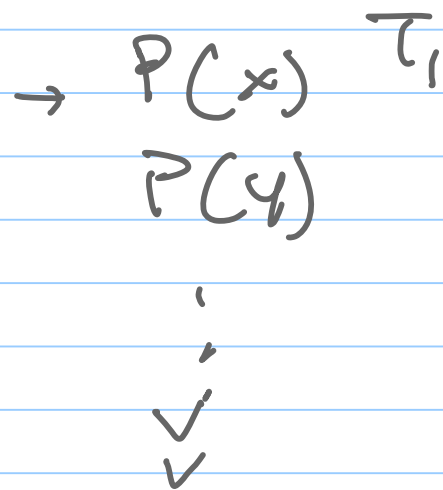 T1
→ P(x)
P(y)
⋮
V
V